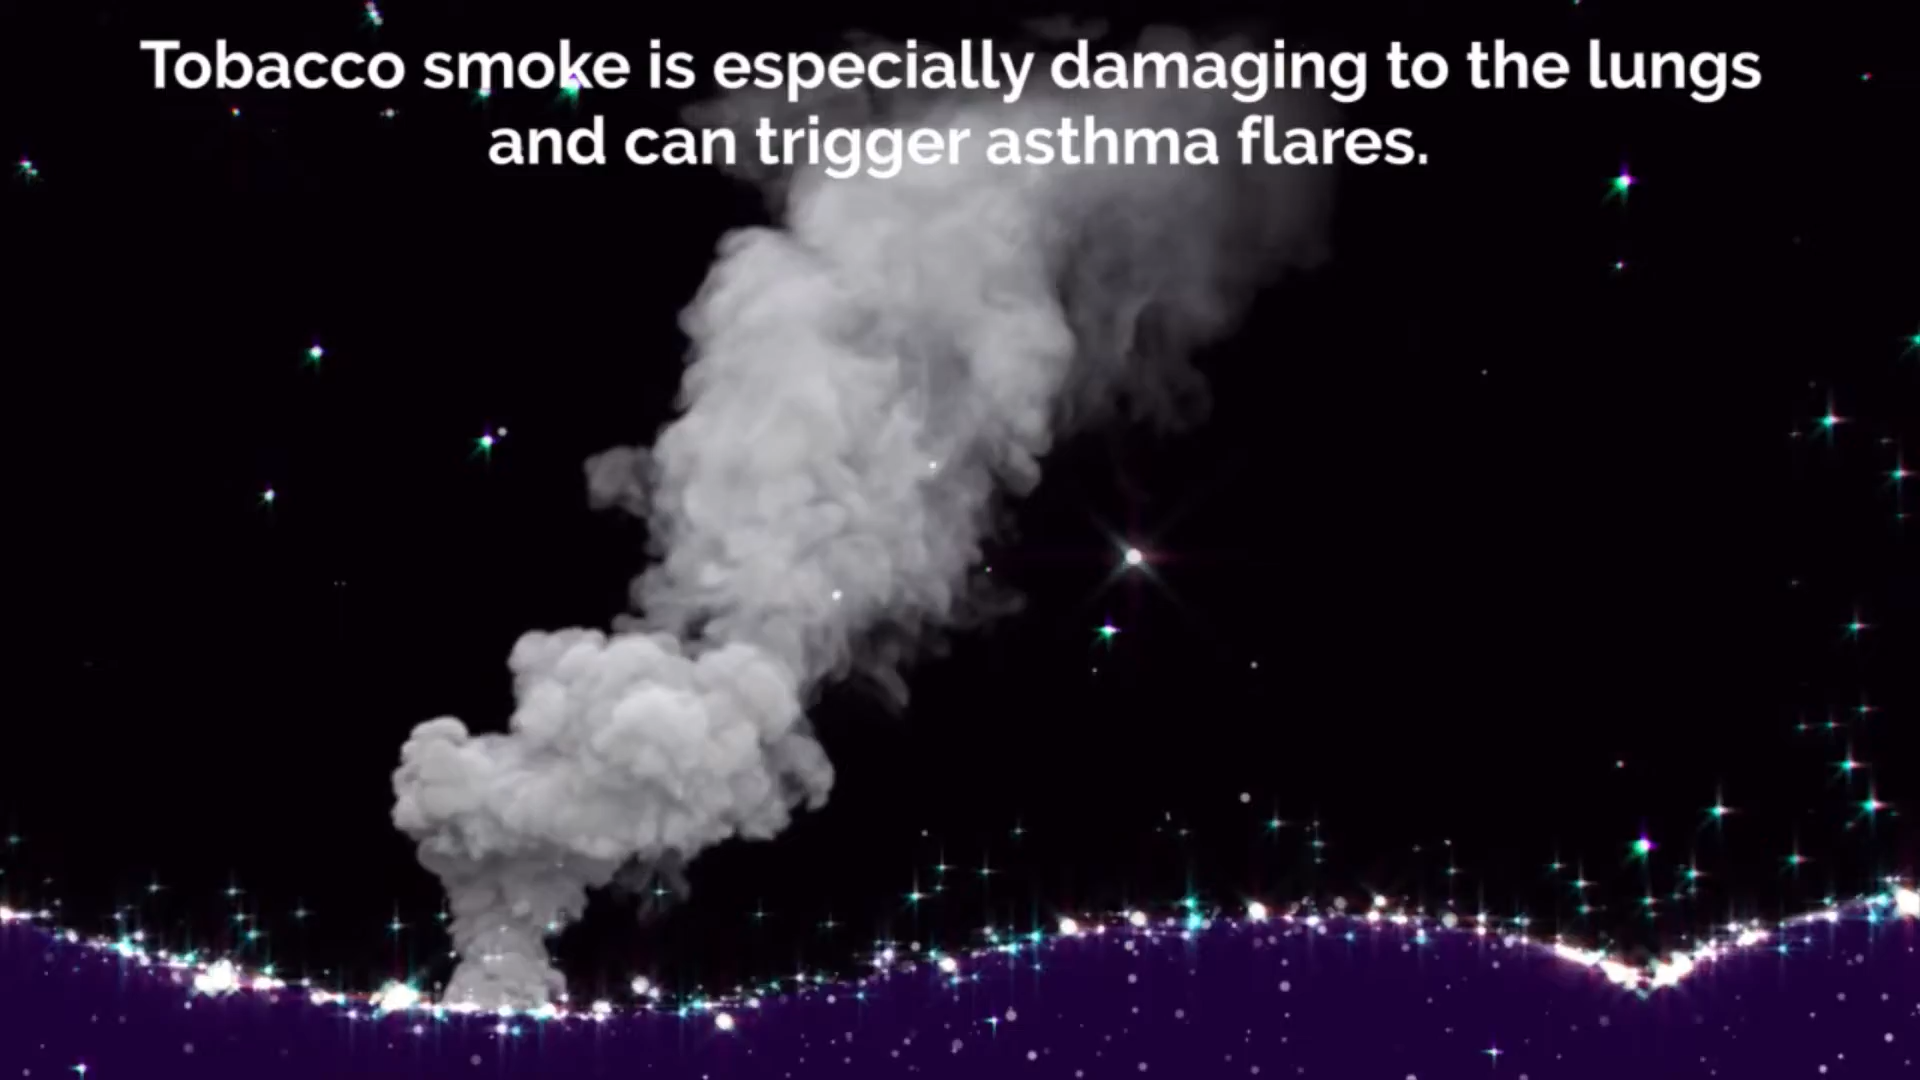 Tobacco smoke is especially damaging to the lungs
and can trigger asthma flares.